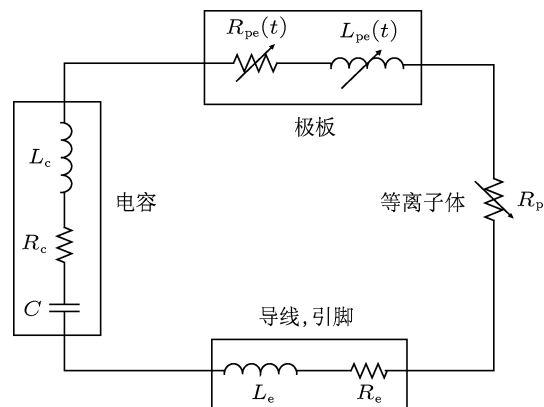 R_pe(t)
L_pe(t)
极板
L_c
电容
等离子体
R_p
R_c
C
导线,引脚
L_e
R_e